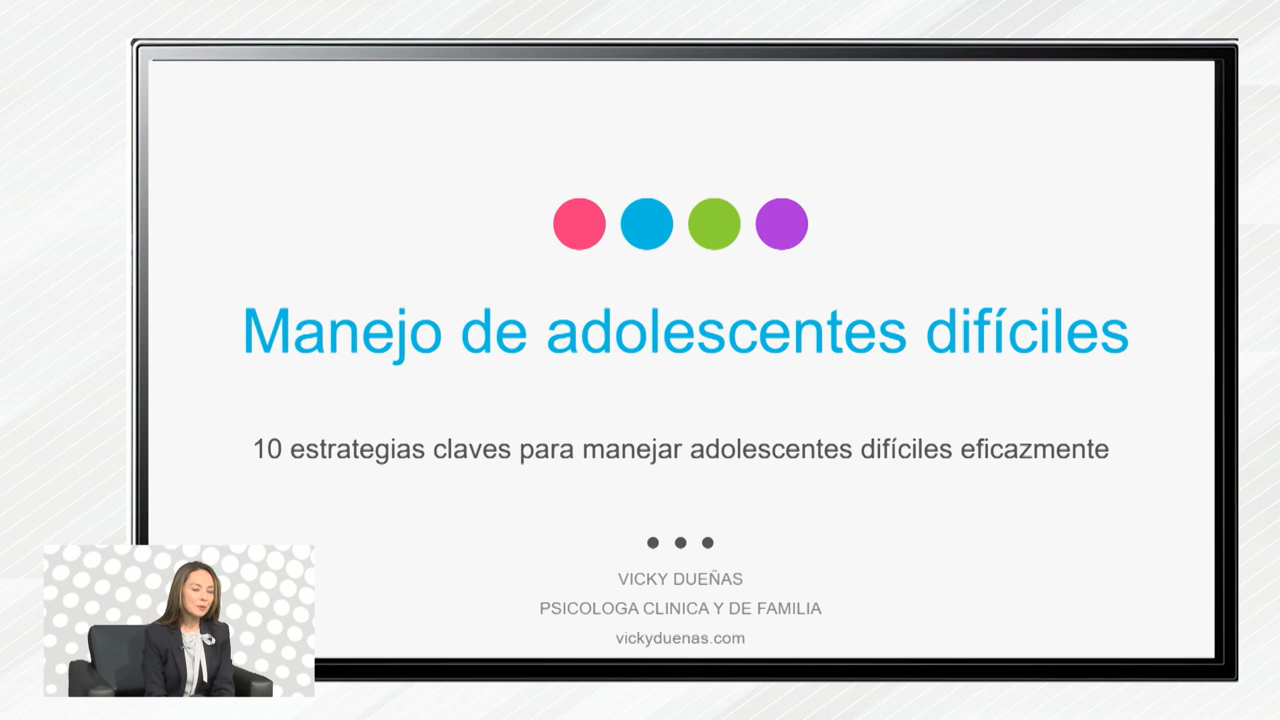 Manejo de adolescentes difíciles
10 estrategias claves para manejar adolescentes difíciles eficazmente
VICKY DUEÑAS
PSICOLOGA CLINICA Y DE FAMILIA
vickyduenas.com